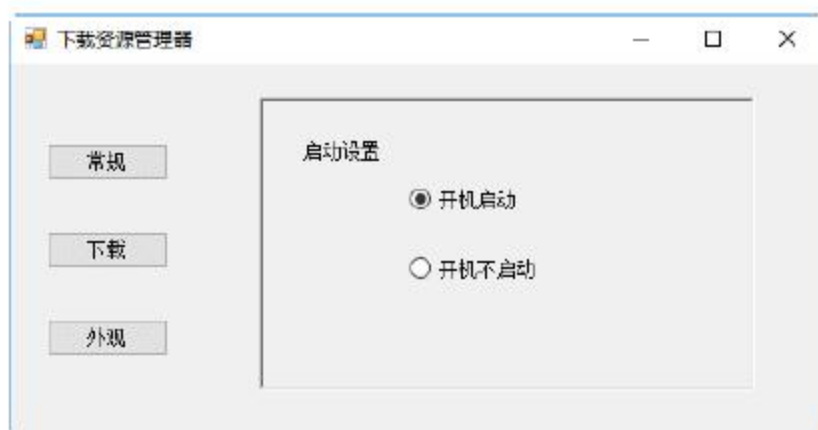 下载资源管理器
启动设置
常规
开机启动
下载
开机不启动
外观